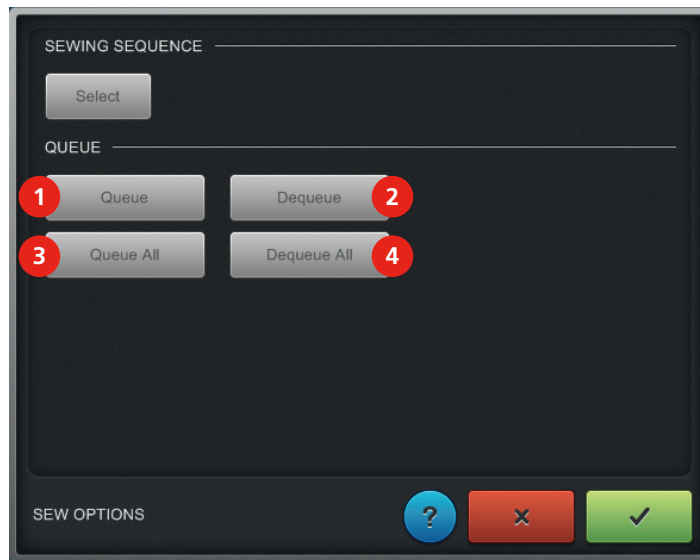 SEWING SEQUENCE
Select
QUEUE
1 Queue Dequeue 2
3 Queue All Dequeue All 4
SEW OPTIONS ?